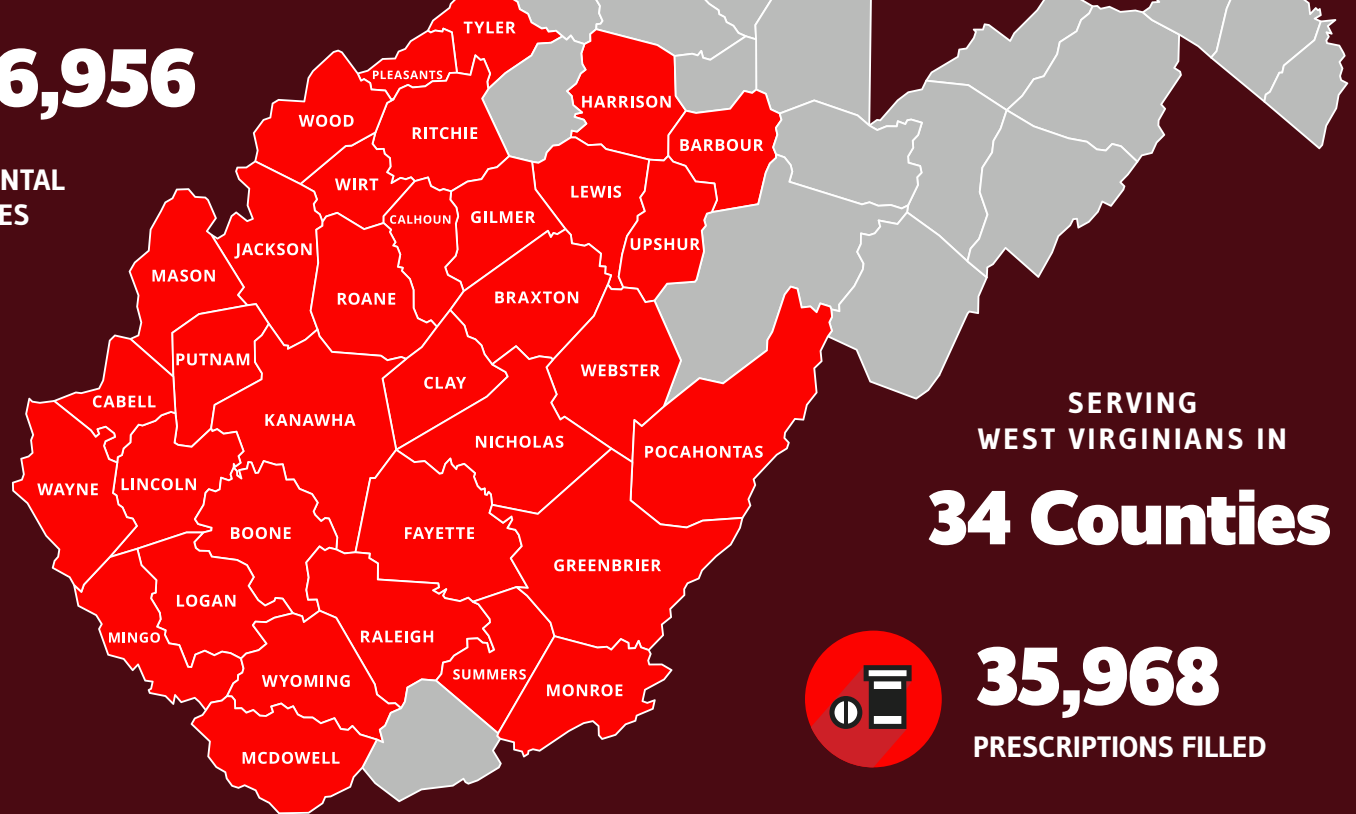 6,956
NTAL
ES
TYLER
PLEASANTS
WOOD
RITCHIE
HARRISON
BARBOUR
WIRT
LEWIS
CALHOUN
GILMER
UPSHUR
JACKSON
MASON
ROANE
BRAXTON
PUTNAM
CLAY
WEBSTER
CABELL
KANAWHA
NICHOLAS
POCAHONTAS
WAYNE
LINCOLN
BOONE
FAYETTE
GREENBRIER
LOGAN
MINGO
RALEIGH
WYOMING
SUMMERS
MONROE
MCDOWELL
SERVING
WEST VIRGINIANS IN
34 Counties
35,968
PRESCRIPTIONS FILLED